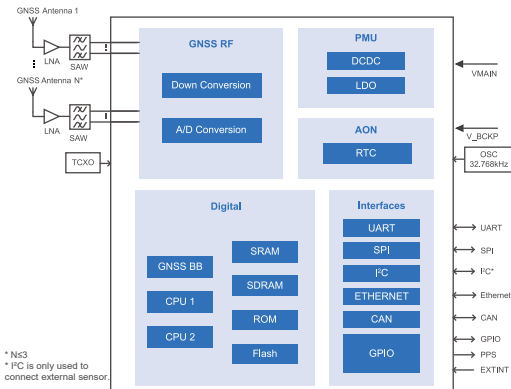 GNSS Antenna 1
LNA
SAW
GNSS Antenna N*
LNA
SAW
TCXO
GNSS RF
Down Conversion
A/D Conversion
PMU
DCDC
LDO
AON
RTC
VMAIN
V_BCKP
OSC
32.768kHz
Digital
GNSS BB
CPU 1
CPU 2
SRAM
SDRAM
ROM
Flash
Interfaces
UART
SPI
I²C
ETHERNET
CAN
GPIO
UART
SPI
I²C*
Ethernet
CAN
GPIO
PPS
EXTINT
* N≤3
* I²C is only used to
connect external sensor.